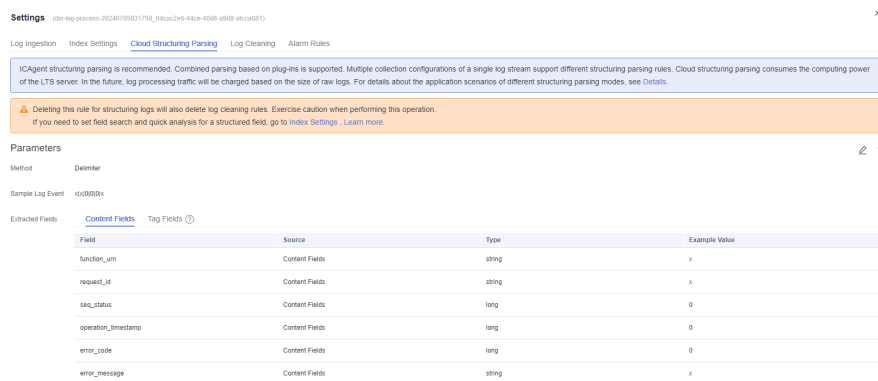 Settings (dis-log-process-20240705031750_04cac2e6-44ce-40d6-a9d8-afcca681)
Log Ingestion Index Settings Cloud Structuring Parsing Log Cleaning Alarm Rules
ICAgent structuring parsing is recommended. Combined parsing based on plug-ins is supported. Multiple collection configurations of a single log stream support different structuring parsing rules. Cloud structuring parsing consumes the computing power
of the LTS server. In the future, log processing traffic will be charged based on the size of raw logs. For details about the application scenarios of different structuring parsing modes, see Details.
Deleting this rule for structuring logs will also delete log cleaning rules. Exercise caution when performing this operation.
If you need to set field search and quick analysis for a structured field, go to Index Settings , Learn more.
Parameters
Method Delimiter
Sample Log Event x|x|0|0|0|x
Extracted Fields Content Fields Tag Fields ?
Field Source Type Example Value
function_urn Content Fields string x
request_id Content Fields string x
seq_status Content Fields long 0
operation_timestamp Content Fields long 0
error_code Content Fields long 0
error_message Content Fields string x